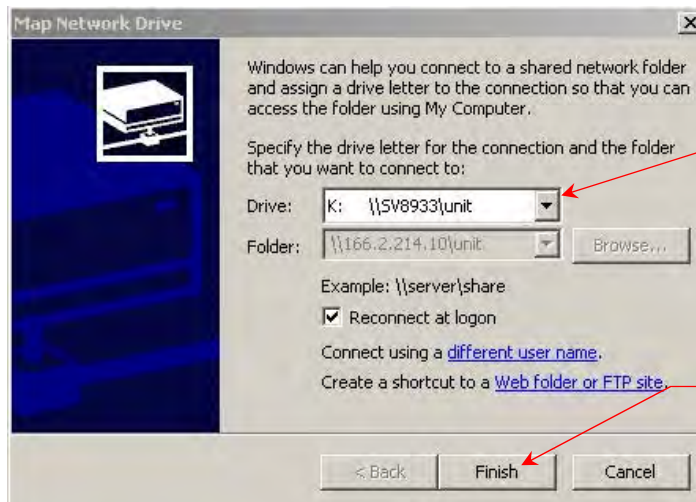 Map Network Drive
Windows can help you connect to a shared network folder
and assign a drive letter to the connection so that you can
access the folder using My Computer.
Specify the drive letter for the connection and the folder
that you want to connect to:
Drive: K: \\SV8933\unit
Folder: \\166.2.214.10\unit Browse...
Example: \\server\share
Reconnect at logon
Connect using a different user name.
Create a shortcut to a Web folder or FTP site.
< Back Finish Cancel